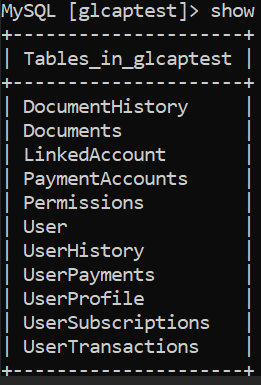 MySQL [glcaptest]> show
+---------------------+
| Tables_in_glcaptest |
+---------------------+
| DocumentHistory     |
| Documents           |
| LinkedAccount       |
| PaymentAccounts     |
| Permissions         |
| User                |
| UserHistory         |
| UserPayments        |
| UserProfile         |
| UserSubscriptions   |
| UserTransactions    |
+---------------------+